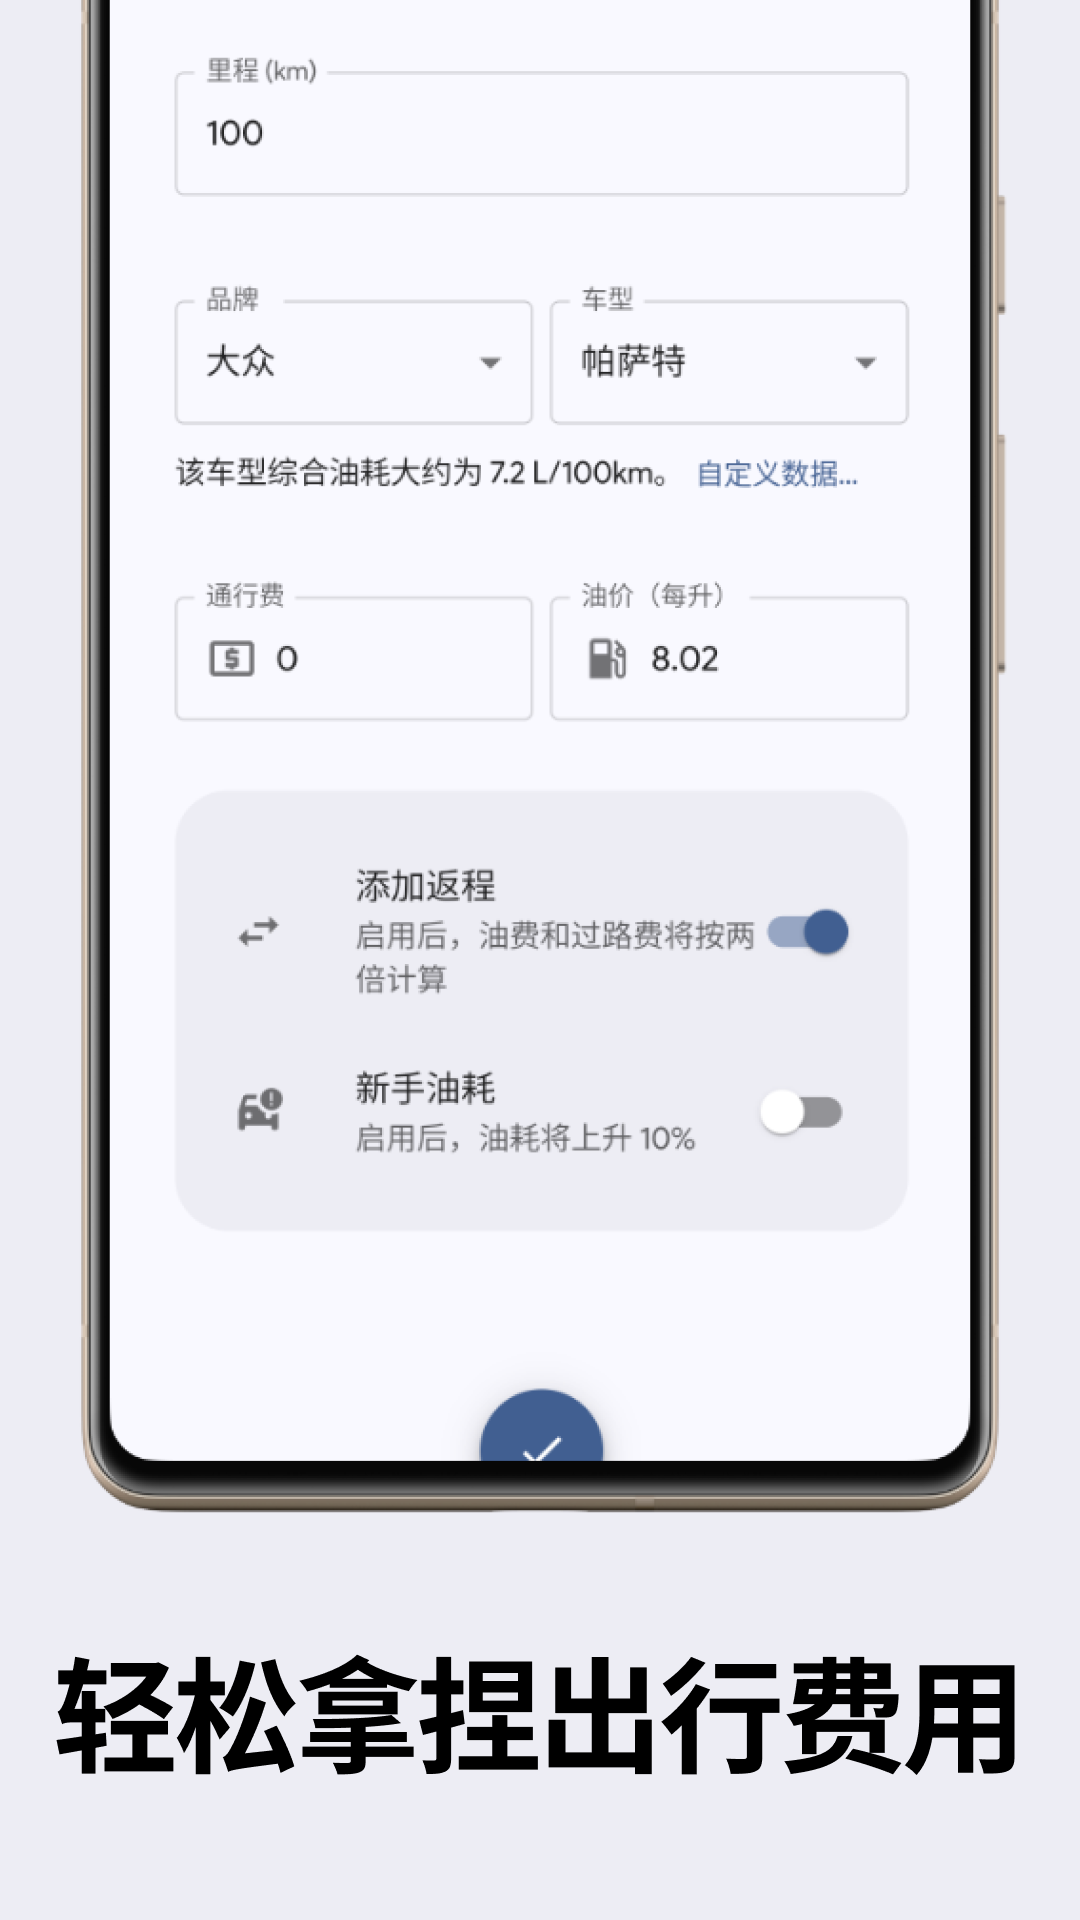 里程 (km)
100
品牌
车型
大众
帕萨特
该车型综合油耗大约为 7.2 L/100km。 自定义数据...
通行费
油价（每升）
0
8.02
添加返程
启用后，油费和过路费将按两
倍计算
新手油耗
启用后，油耗将上升 10%
轻松拿捏出行费用